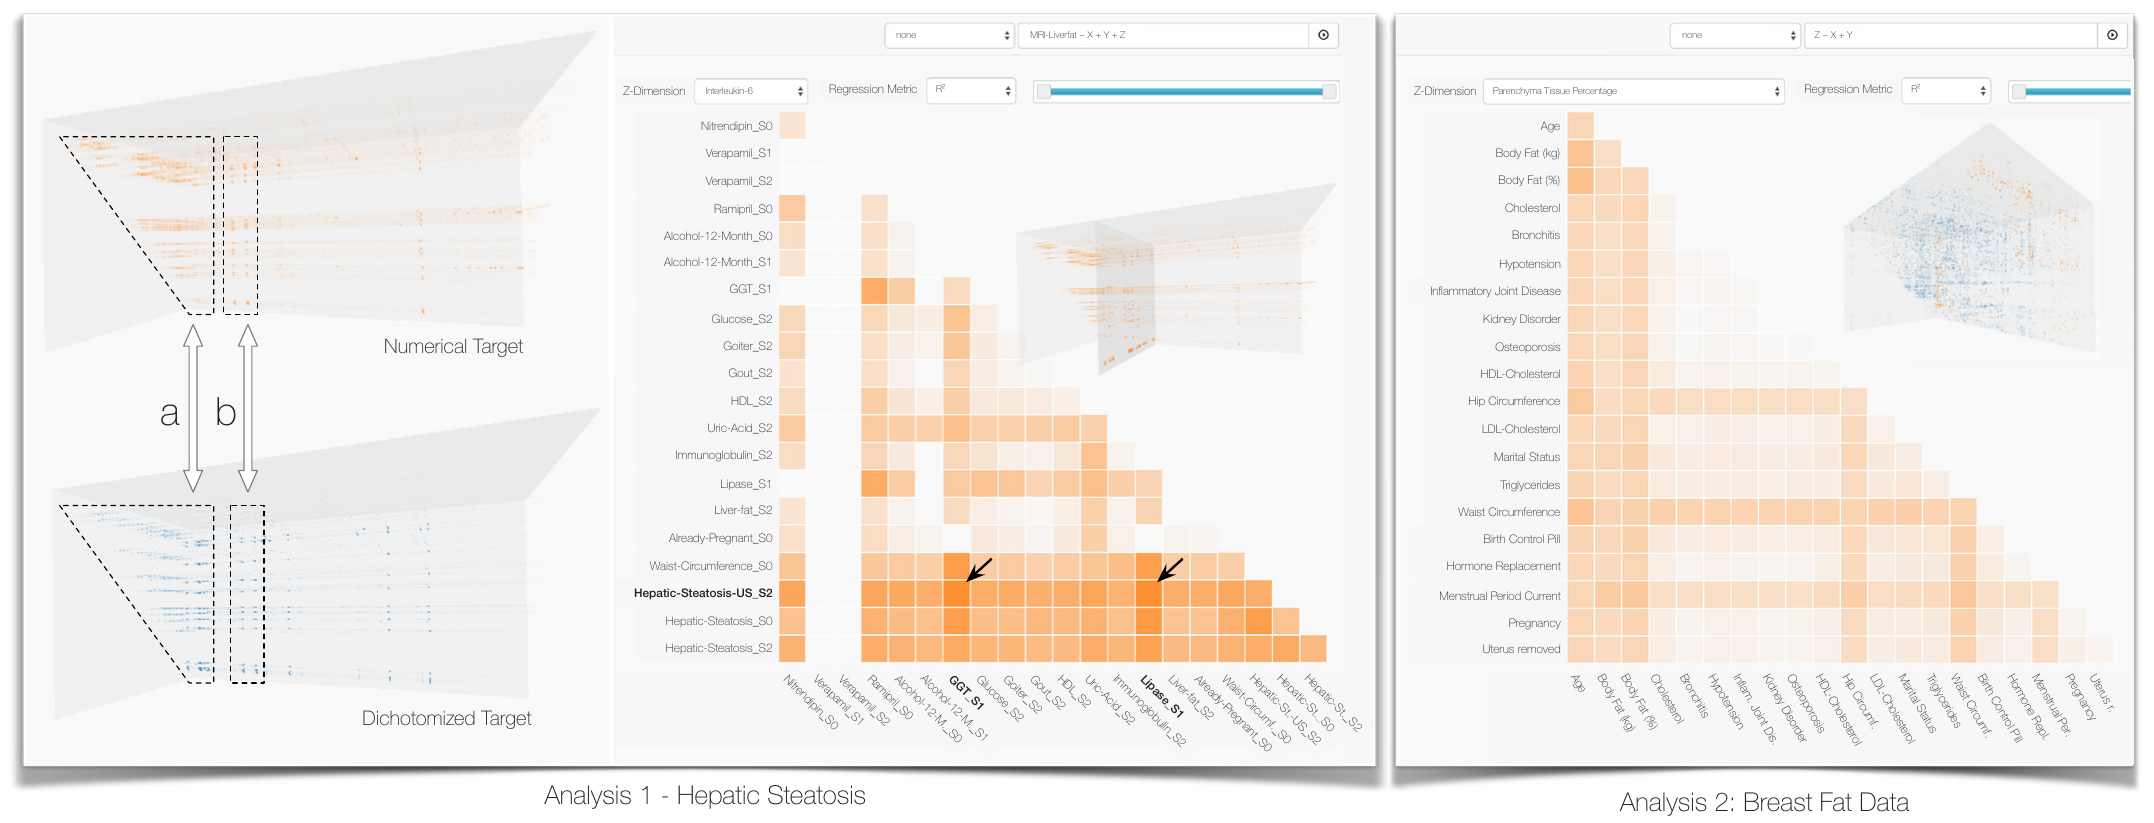 Numerical Target
a
b
Dichotomized Target
none
MRI-Liverfat ~ X + Y + Z
Z-Dimension
Interleukin-6
Regression Metric
R²
Nitrendipin_S0
Verapamil_S1
Verapamil_S2
Ramipril_S0
Alcohol-12-Month_S0
Alcohol-12-Month_S1
GGT_S1
Glucose_S2
Goiter_S2
Gout_S2
HDL_S2
Uric-Acid_S2
Immunoglobulin_S2
Lipase_S1
Liver-fat_S2
Already-Pregnant_S0
Waist-Circumference_S0
Hepatic-Steatosis-US_S2
Hepatic-Steatosis_S0
Hepatic-Steatosis_S2
Nitrendipin_S0
Verapamil_S1
Verapamil_S2
Ramipril_S0
Alcohol-12-M._S0
Alcohol-12-M._S1
GGT_S1
Glucose_S2
Goiter_S2
Gout_S2
HDL_S2
Uric-Acid_S2
Immunoglobulin_S2
Lipase_S1
Liver-fat_S2
Already-Pregnant_S0
Waist-Circumf._S0
Hepatic-St.-US_S2
Hepatic-St._S0
Hepatic-St._S2
Analysis 1 - Hepatic Steatosis
none
Z ~ X + Y
Z-Dimension
Parenchyma Tissue Percentage
Regression Metric
R²
Age
Body Fat (kg)
Body Fat (%)
Cholesterol
Bronchitis
Hypotension
Inflammatory Joint Disease
Kidney Disorder
Osteoporosis
HDL-Cholesterol
Hip Circumference
LDL-Cholesterol
Marital Status
Triglycerides
Waist Circumference
Birth Control Pill
Hormone Replacement
Menstrual Period Current
Pregnancy
Uterus removed
Age
Body Fat (kg)
Body Fat (%)
Cholesterol
Bronchitis
Hypotension
Inflam. Joint Dis.
Kidney Disorder
Osteoporosis
HDL-Cholesterol
Hip Circumf.
LDL-Cholesterol
Marital Status
Triglycerides
Waist Circumf.
Birth Control Pill
Hormone Repl.
Menstrual Per.
Pregnancy
Uterus r.
Analysis 2: Breast Fat Data